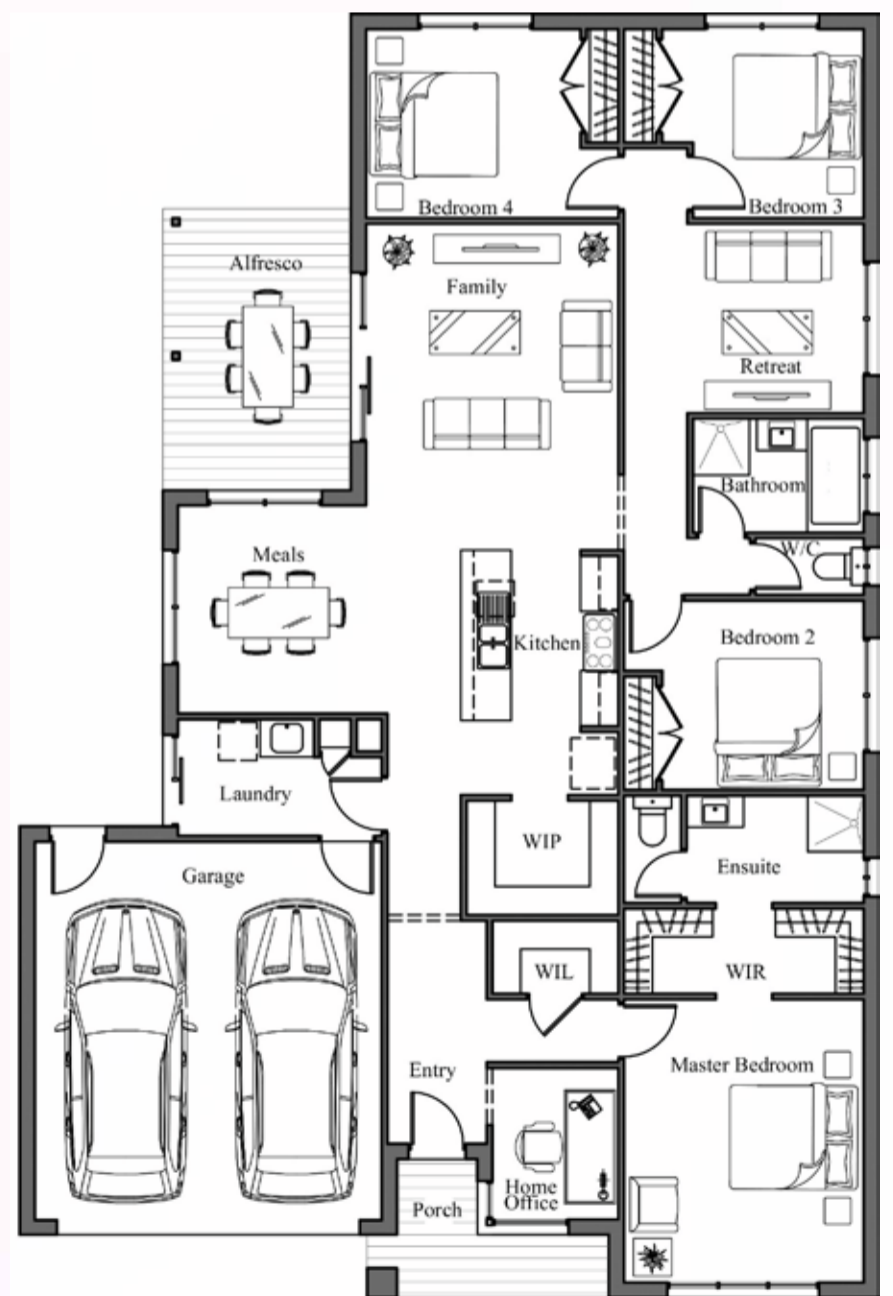 Bedroom 4
Bedroom 3
Alfresco
Family
Retreat
Bathroom
W/C
Meals
Kitchen
Bedroom 2
Laundry
WIP
Ensuite
Garage
WIL
WIR
Entry
Master Bedroom
Home
Office
Porch